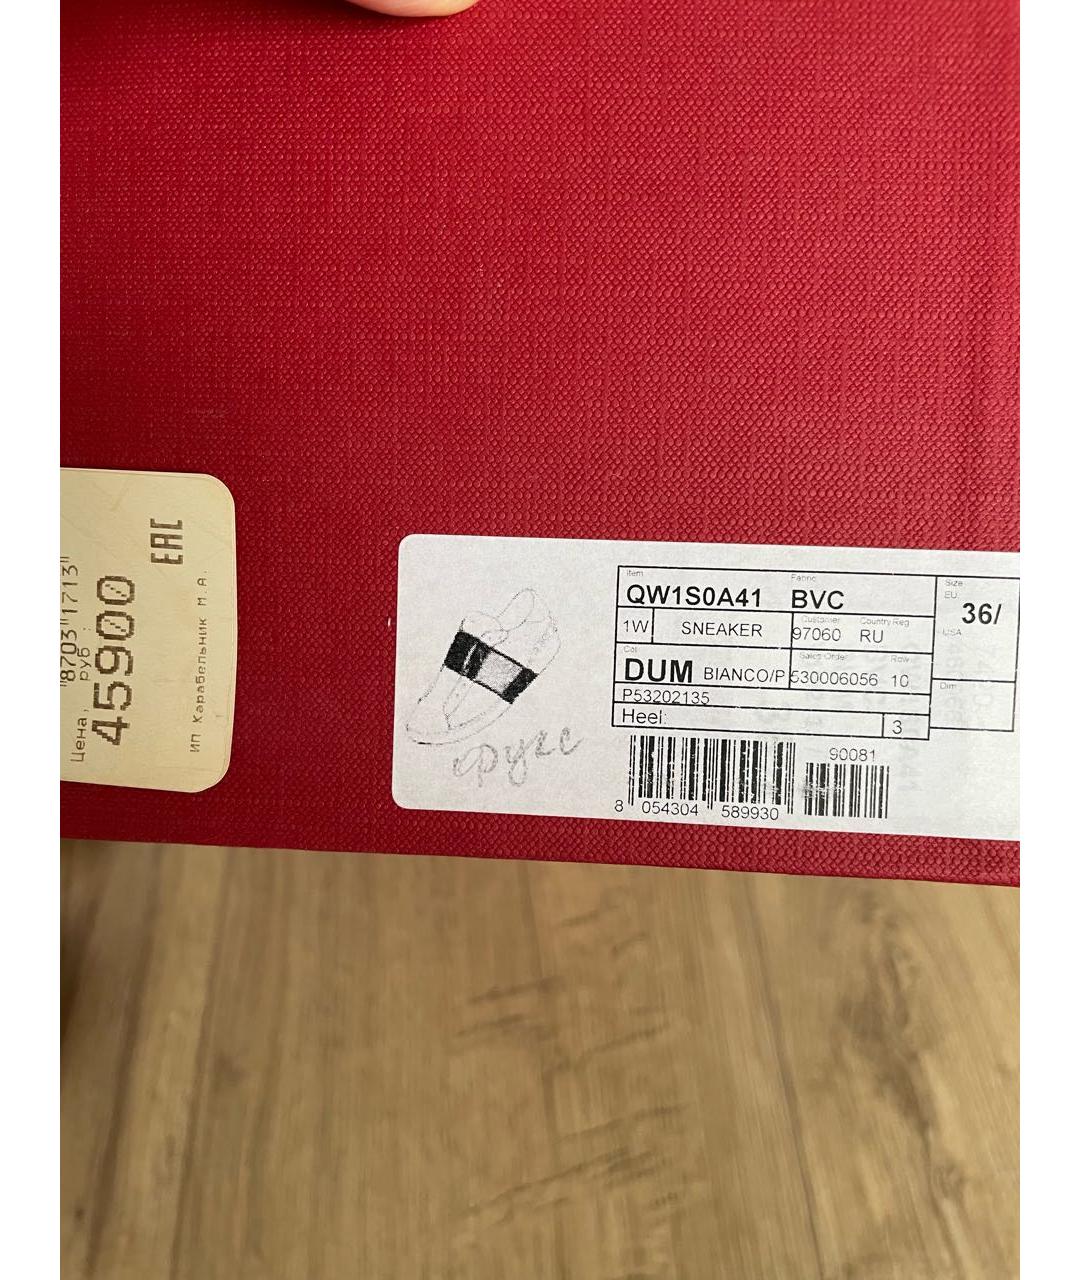 "8703"1713"
Цена, руб :
45900
ЕАС
ИП Карабельник М.А.
Item
Fabric
Size
QW1S0A41 BVC
EU
36/
1W SNEAKER
Customer
Country Reg
97060 RU
USA
Col
Sales Order
Row
DUM BIANCO/P 530006056 10
Dim
P53202135
Heel:
3
фукс
90081
8 054304 589930